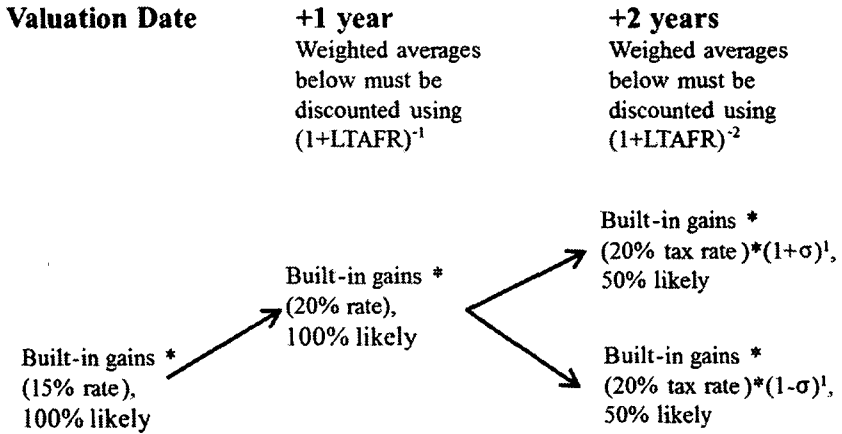 Valuation Date
+1 year
Weighted averages
below must be
discounted using
(1+LTAFR)⁻¹
+2 years
Weighed averages
below must be
discounted using
(1+LTAFR)⁻²
Built-in gains *
(15% rate),
100% likely
Built-in gains *
(20% rate),
100% likely
Built-in gains *
(20% tax rate)*(1+σ)¹,
50% likely
Built-in gains *
(20% tax rate)*(1-σ)¹,
50% likely